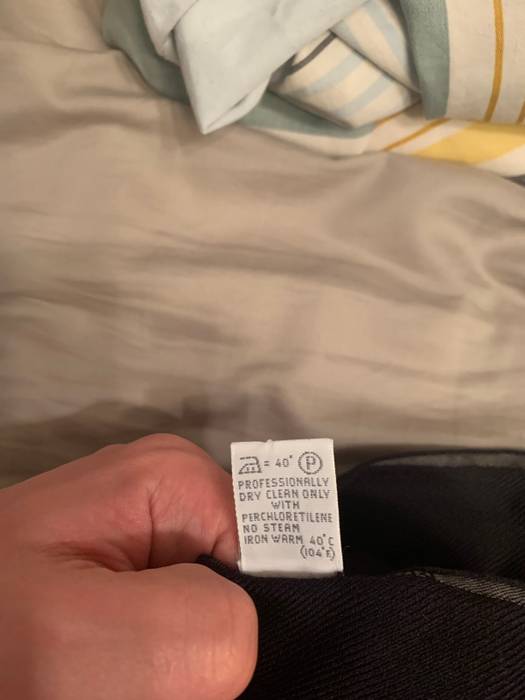 = 40° P
PROFESSIONALLY
DRY CLEAN ONLY
WITH
PERCHLORETILENE
NO STEAM
IRON WARM 40°C
(104°F)